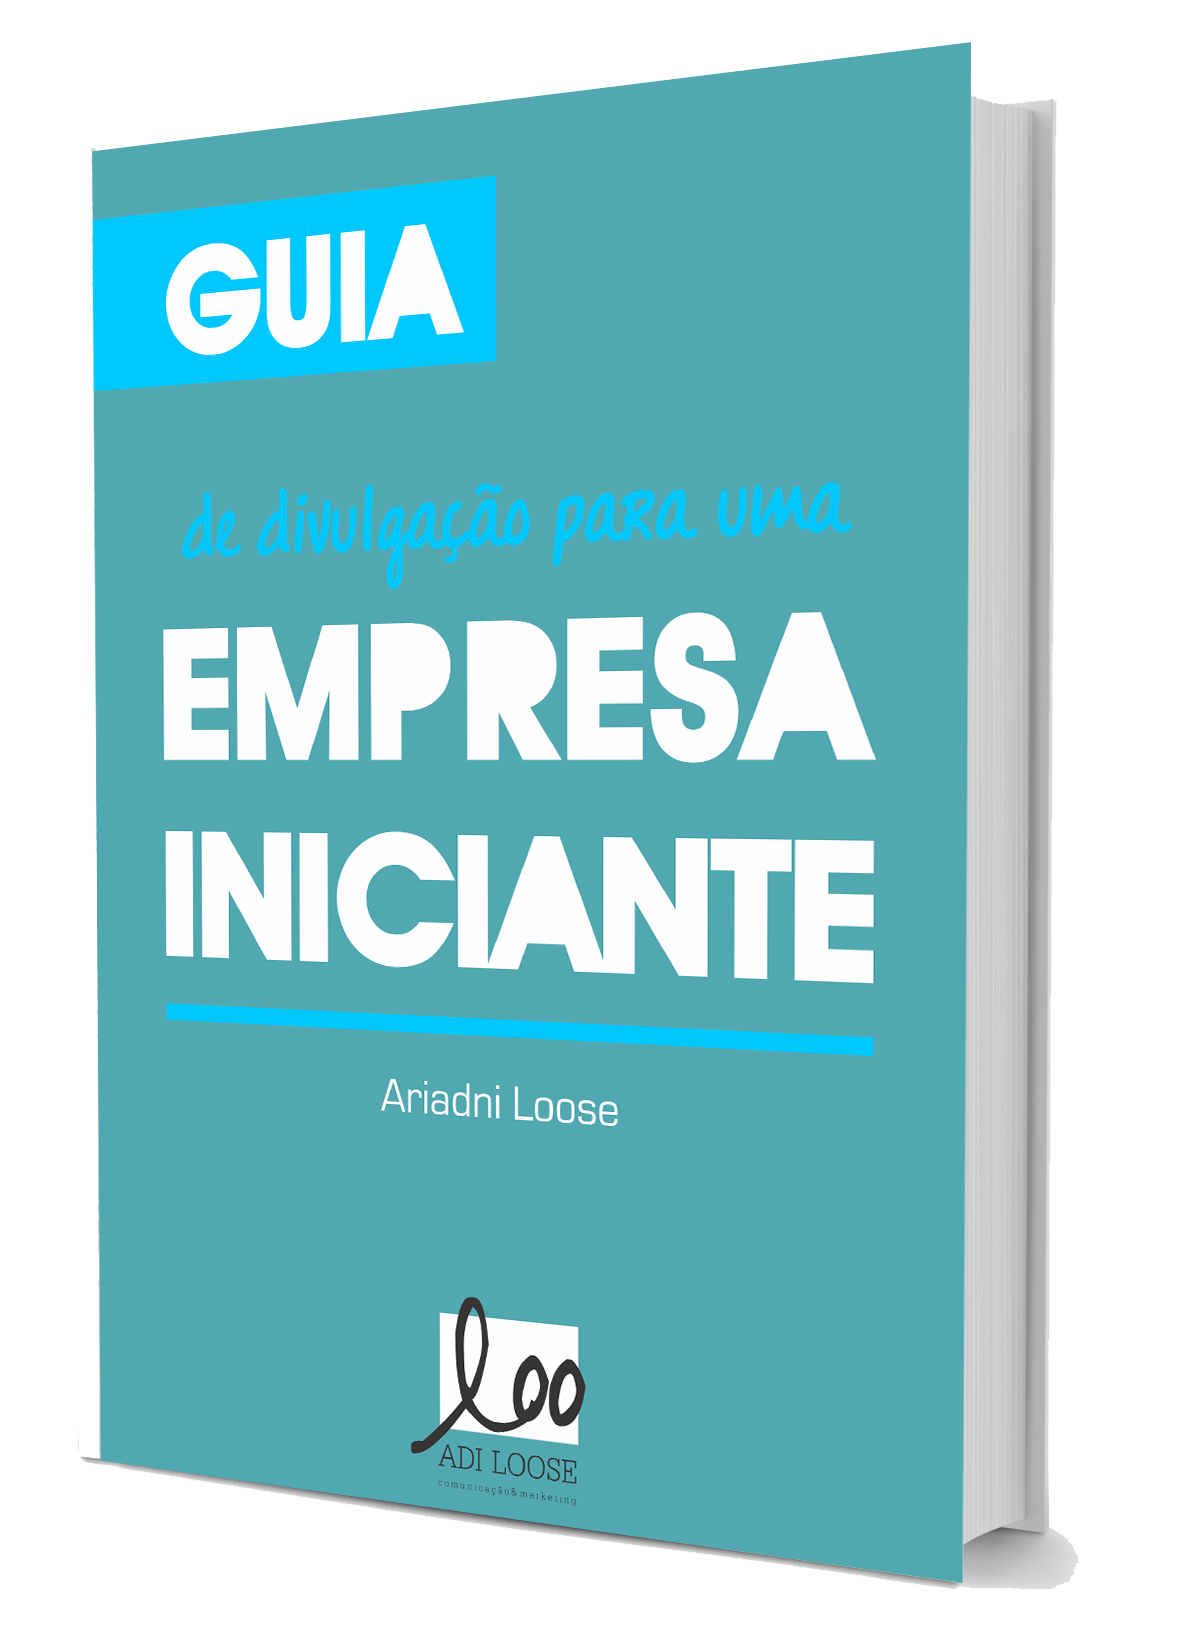 GUIA
de divulgação para uma
EMPRESA
INICIANTE
Ariadni Loose
loo
ADI LOOSE
comunicação&marketing